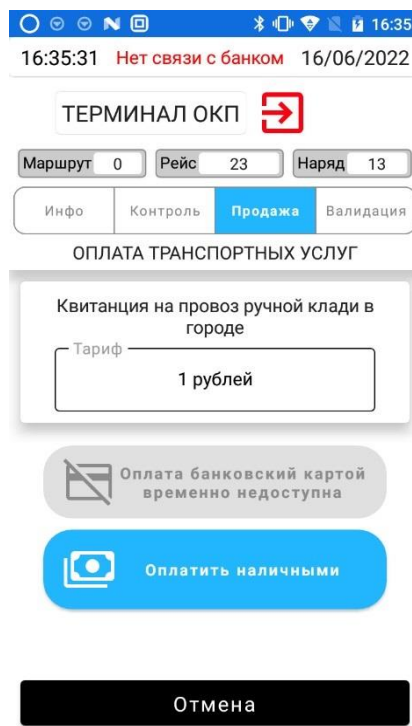 16:35
16:35:31 Нет связи с банком 16/06/2022
ТЕРМИНАЛ ОКП
Маршрут 0 Рейс 23 Наряд 13
Инфо Контроль Продажа Валидация
ОПЛАТА ТРАНСПОРТНЫХ УСЛУГ
Квитанция на провоз ручной клади в
городе
Тариф
1 рублей
Оплата банковский картой
временно недоступна
Оплатить наличными
Отмена